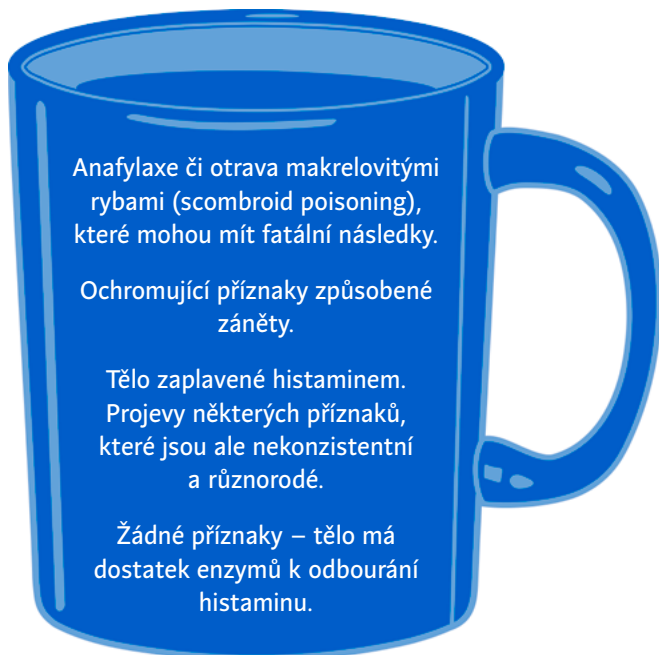 Anafylaxe či otrava makrelovitými
rybami (scombroid poisoning),
které mohou mít fatální následky.
Ochromující příznaky způsobené
záněty.
Tělo zaplavené histaminem.
Projevy některých příznaků,
které jsou ale nekonzistentní
a různorodé.
Žádné příznaky – tělo má
dostatek enzymů k odbourání
histaminu.